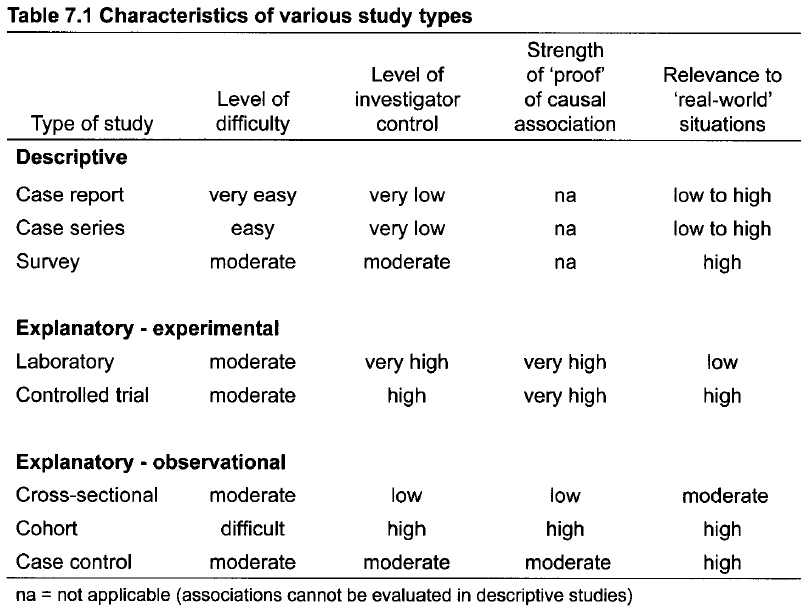 Table 7.1 Characteristics of various study types
Strength
Level of of 'proof' Relevance to
Level of investigator of causal 'real-world'
Type of study difficulty control association situations
Descriptive
Case report very easy very low na low to high
Case series easy very low na low to high
Survey moderate moderate na high
Explanatory - experimental
Laboratory moderate very high very high low
Controlled trial moderate high very high high
Explanatory - observational
Cross-sectional moderate low low moderate
Cohort difficult high high high
Case control moderate moderate moderate high
na = not applicable (associations cannot be evaluated in descriptive studies)